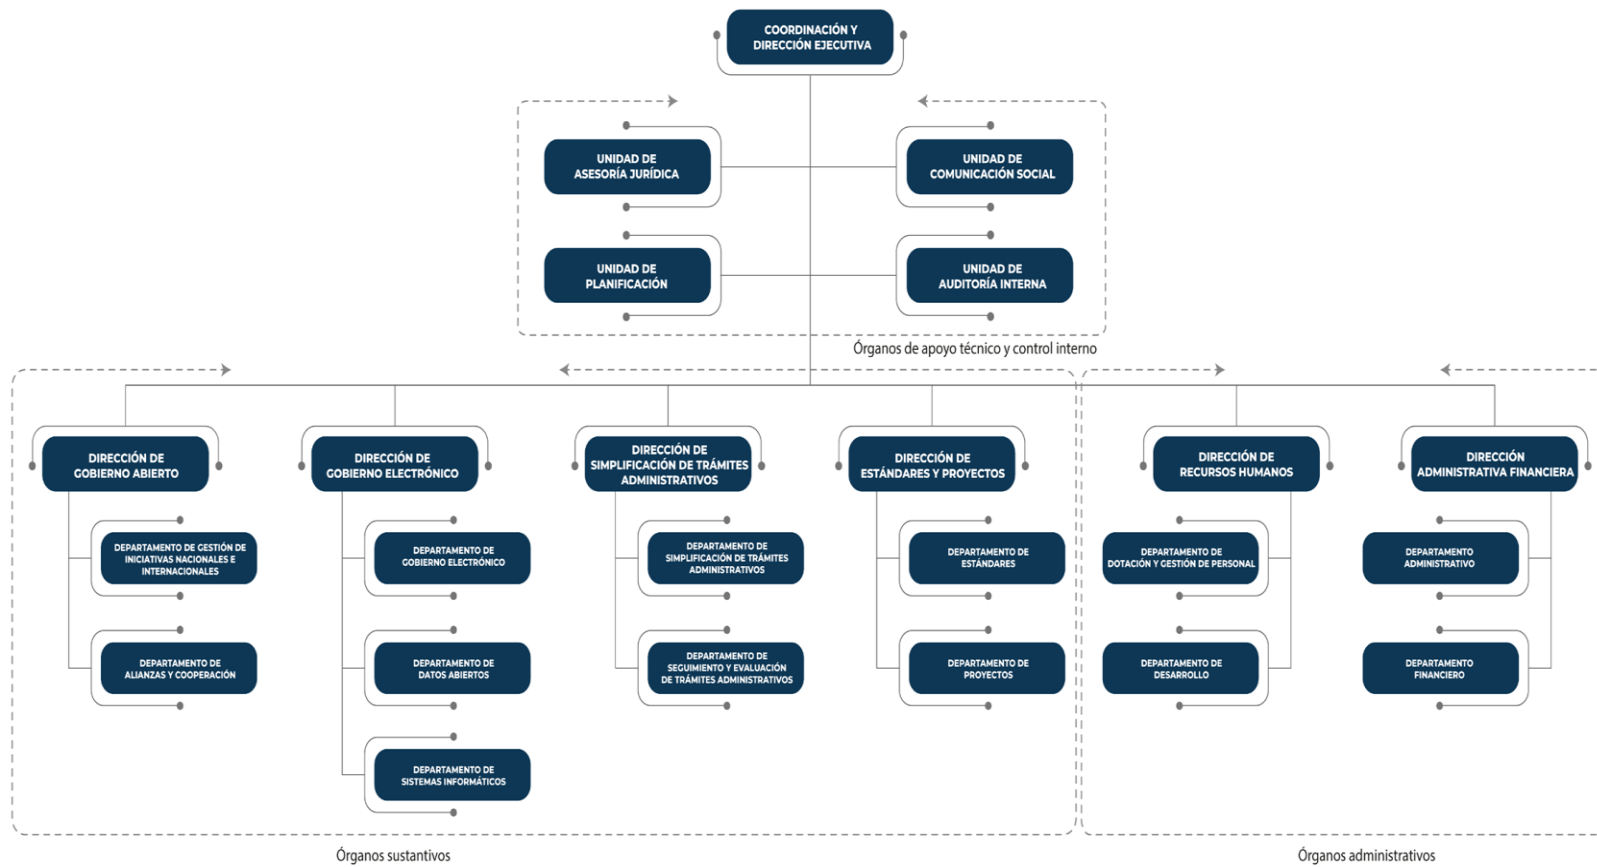 COORDINACIÓN Y
DIRECCIÓN EJECUTIVA
UNIDAD DE
ASESORÍA JURÍDICA
UNIDAD DE
COMUNICACIÓN SOCIAL
UNIDAD DE
PLANIFICACIÓN
UNIDAD DE
AUDITORÍA INTERNA
Órganos de apoyo técnico y control interno
DIRECCIÓN DE
GOBIERNO ABIERTO
DIRECCIÓN DE
GOBIERNO ELECTRÓNICO
DIRECCIÓN DE
SIMPLIFICACIÓN DE TRÁMITES
ADMINISTRATIVOS
DIRECCIÓN DE
ESTÁNDARES Y PROYECTOS
DIRECCIÓN DE
RECURSOS HUMANOS
DIRECCIÓN
ADMINISTRATIVA FINANCIERA
DEPARTAMENTO DE GESTIÓN DE
INICIATIVAS NACIONALES E
INTERNACIONALES
DEPARTAMENTO DE
GOBIERNO ELECTRÓNICO
DEPARTAMENTO DE
SIMPLIFICACIÓN DE TRÁMITES
ADMINISTRATIVOS
DEPARTAMENTO DE
ESTÁNDARES
DEPARTAMENTO DE
DOTACIÓN Y GESTIÓN DE PERSONAL
DEPARTAMENTO
ADMINISTRATIVO
DEPARTAMENTO DE
ALIANZAS Y COOPERACIÓN
DEPARTAMENTO DE
DATOS ABIERTOS
DEPARTAMENTO DE
SEGUIMIENTO Y EVALUACIÓN
DE TRÁMITES ADMINISTRATIVOS
DEPARTAMENTO DE
PROYECTOS
DEPARTAMENTO DE
DESARROLLO
DEPARTAMENTO
FINANCIERO
DEPARTAMENTO DE
SISTEMAS INFORMÁTICOS
Órganos sustantivos
Órganos administrativos